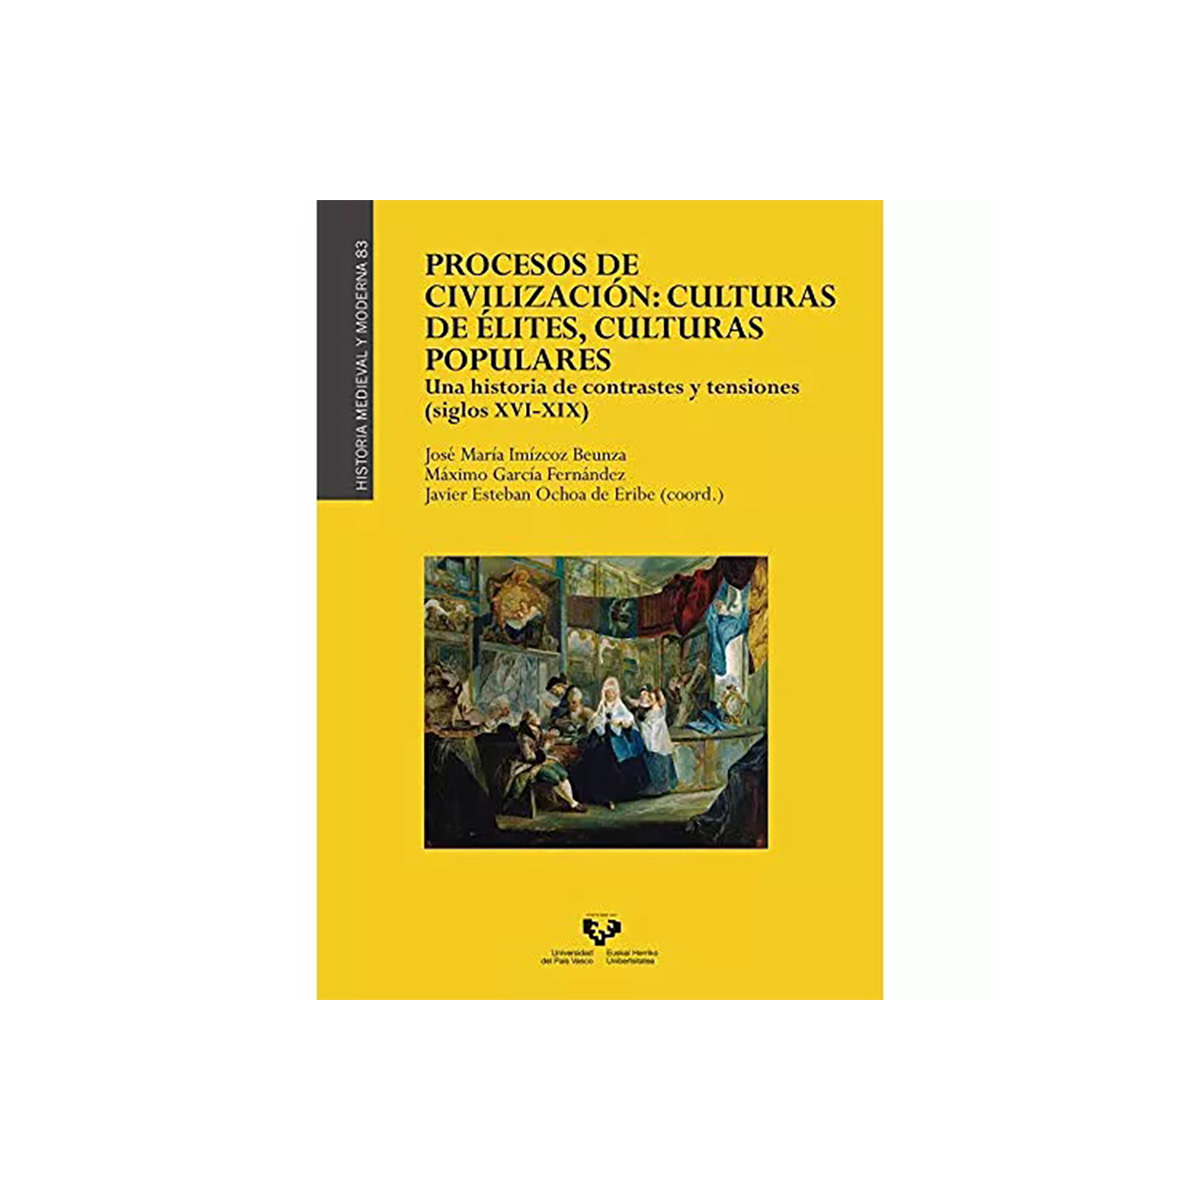 HISTORIA MEDIEVAL Y MODERNA 83
PROCESOS DE
CIVILIZACIÓN: CULTURAS
DE ÉLITES, CULTURAS
POPULARES
Una historia de contrastes y tensiones
(siglos XVI-XIX)
José María Imízcoz Beunza
Máximo García Fernández
Javier Esteban Ochoa de Eribe (coord.)
Universidad
del País Vasco
Euskal Herriko
Unibertsitatea